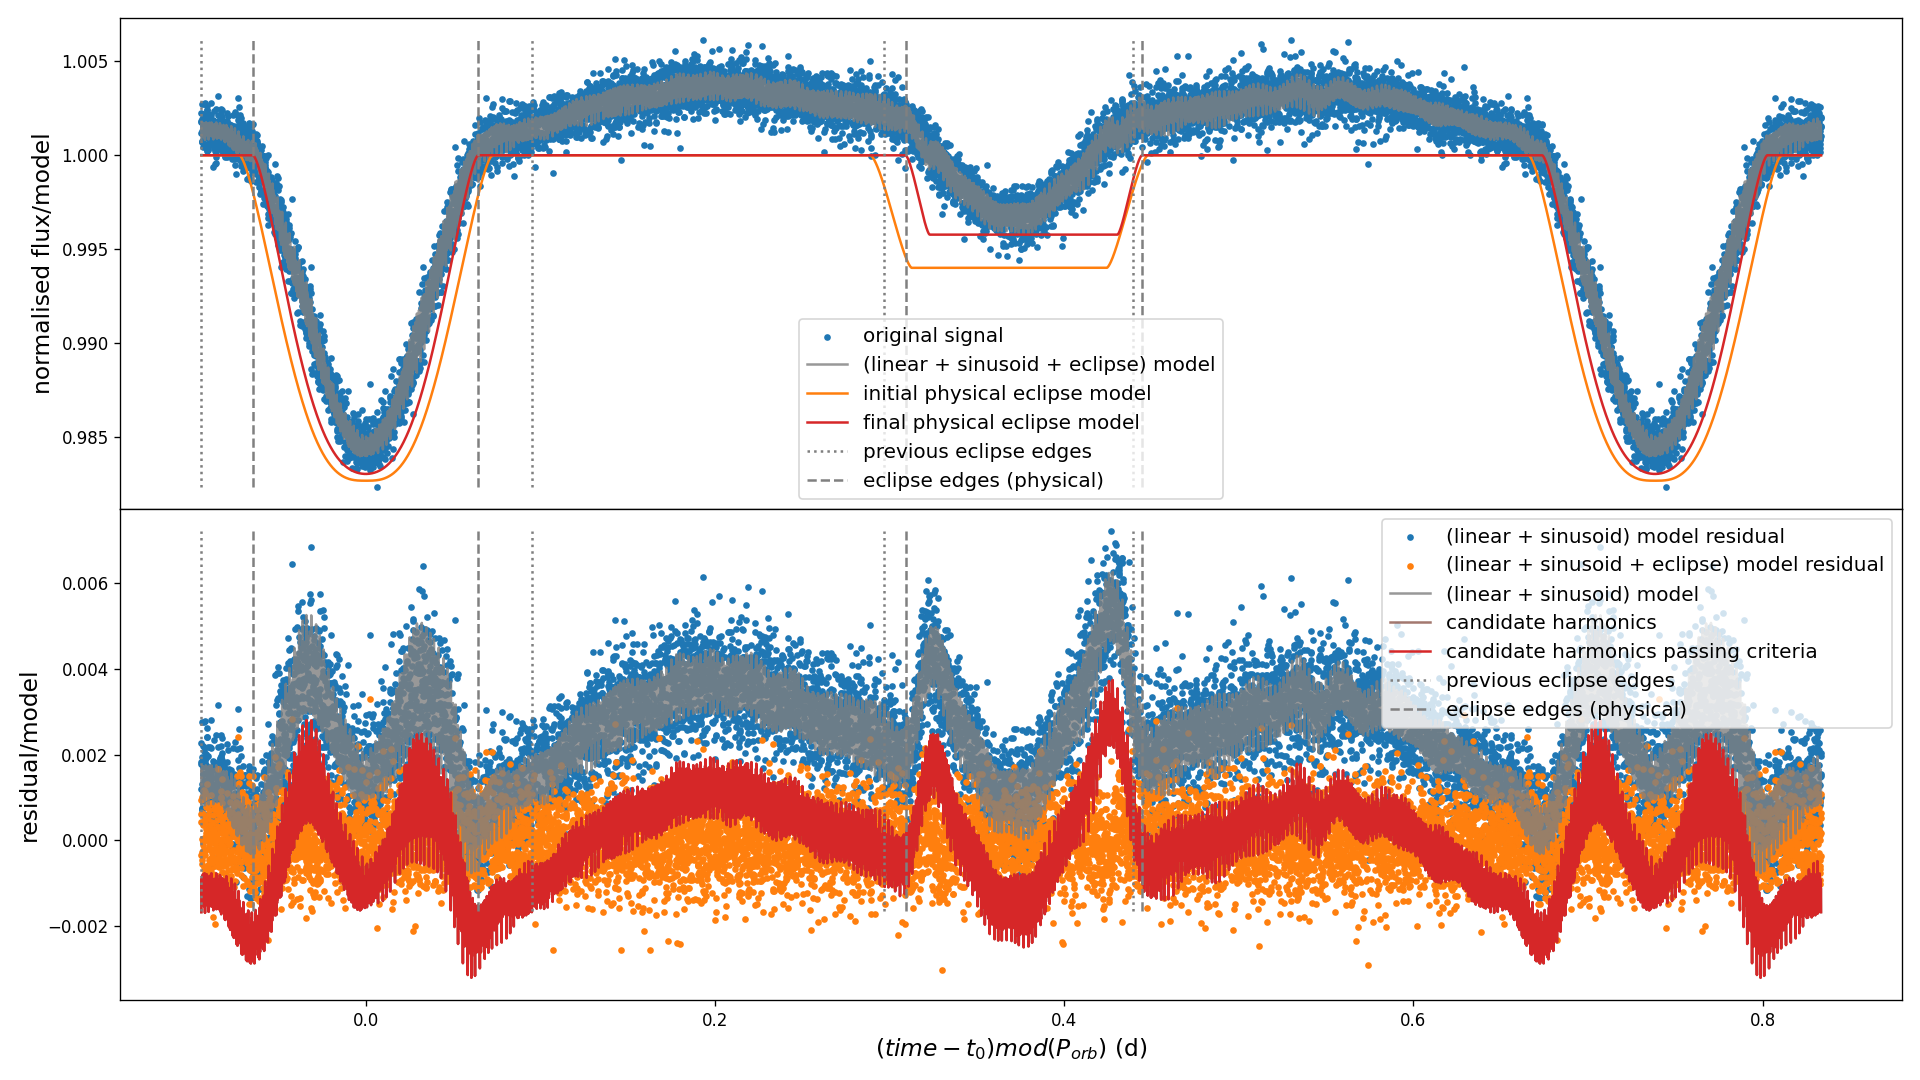 normalised flux/model
1.005
1.000
0.995
0.990
0.985
original signal
(linear + sinusoid + eclipse) model
initial physical eclipse model
final physical eclipse model
previous eclipse edges
eclipse edges (physical)
residual/model
0.006
0.004
0.002
0.000
−0.002
(linear + sinusoid) model residual
(linear + sinusoid + eclipse) model residual
(linear + sinusoid) model
candidate harmonics
candidate harmonics passing criteria
previous eclipse edges
eclipse edges (physical)
0.0 0.2 0.4 0.6 0.8
(time − t₀)mod(P_orb) (d)